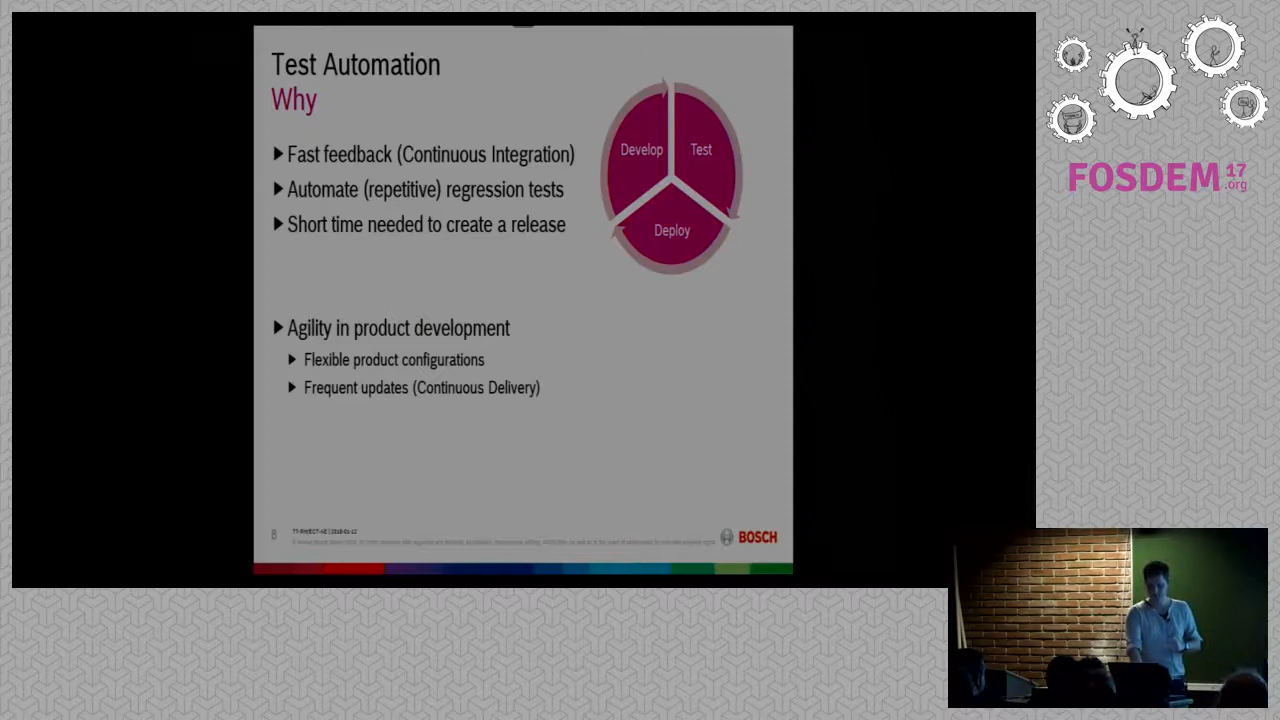 Test Automation
Why
Fast feedback (Continuous Integration)
Automate (repetitive) regression tests
Short time needed to create a release
Develop
Test
Deploy
Agility in product development
Flexible product configurations
Frequent updates (Continuous Delivery)
8
BOSCH
FOSDEM 17
.org